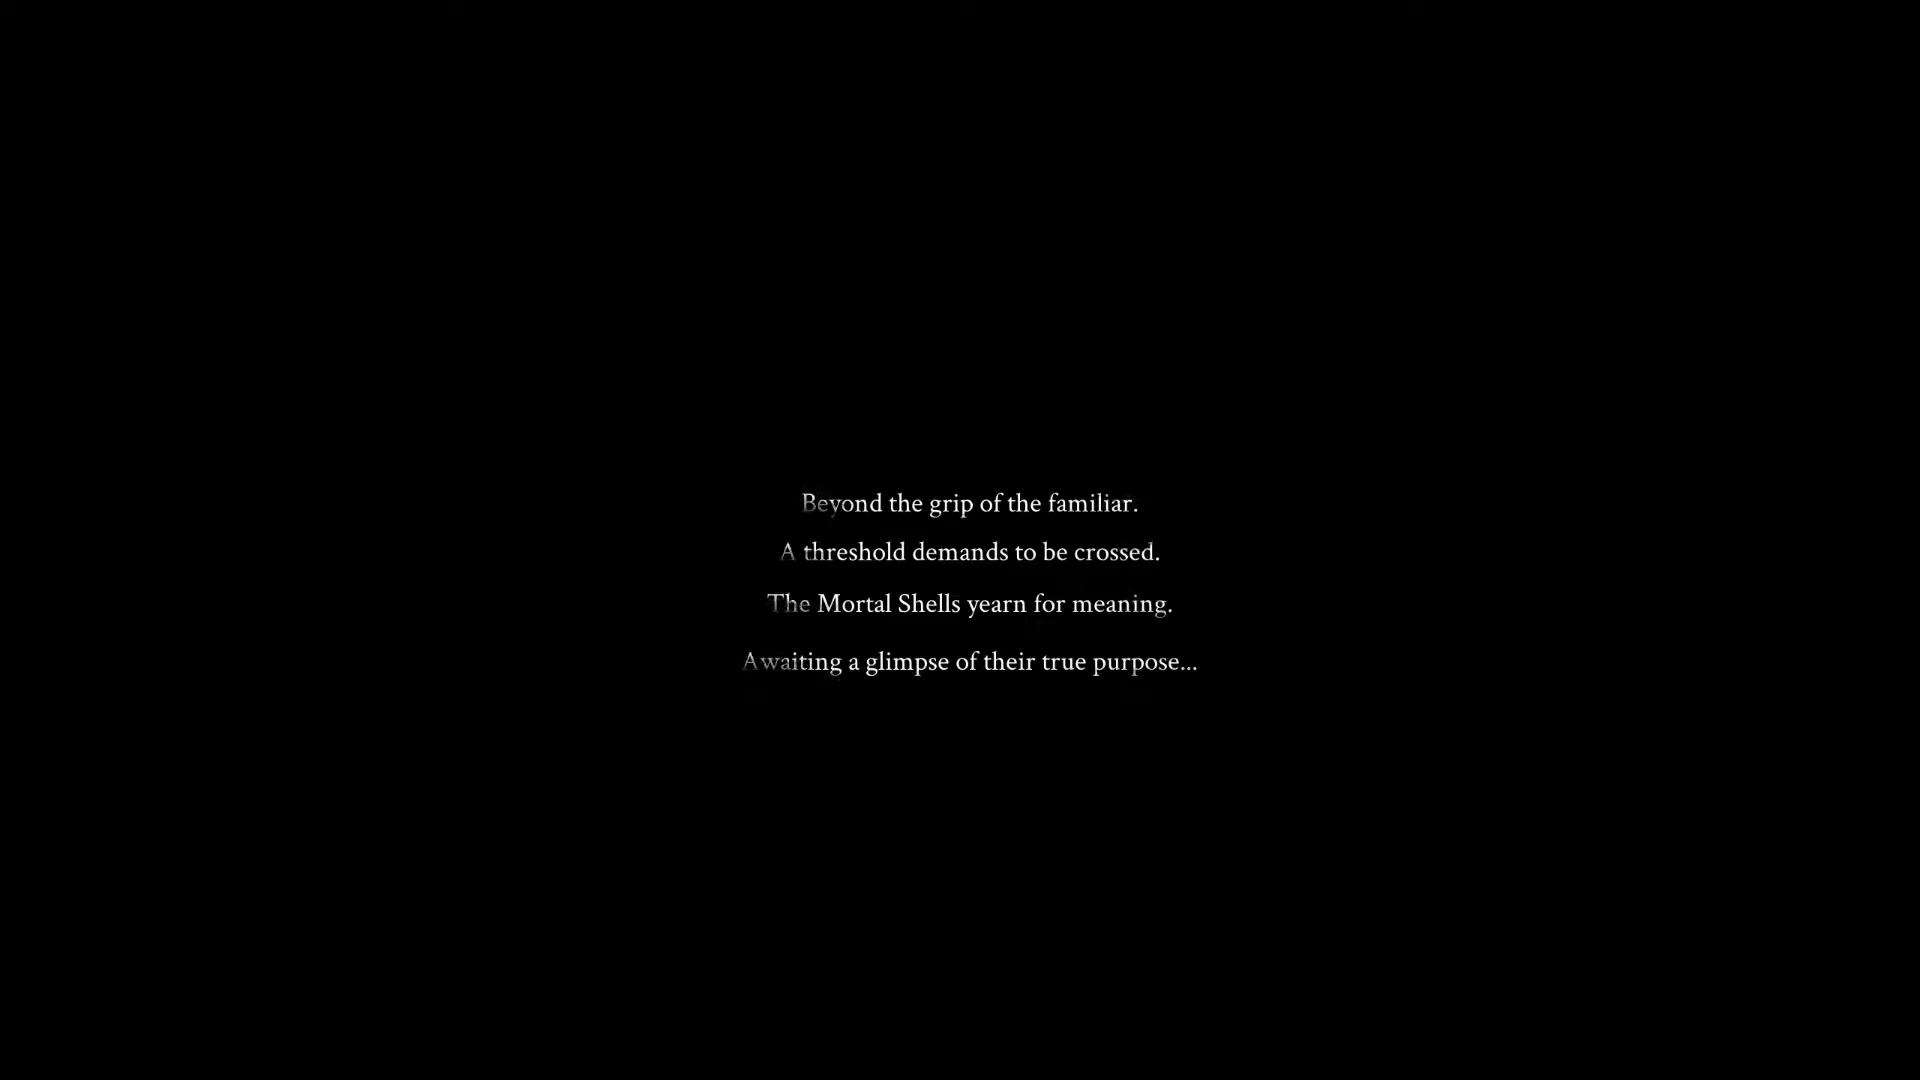 Beyond the grip of the familiar.
A threshold demands to be crossed.
The Mortal Shells yearn for meaning.
Awaiting a glimpse of their true purpose...